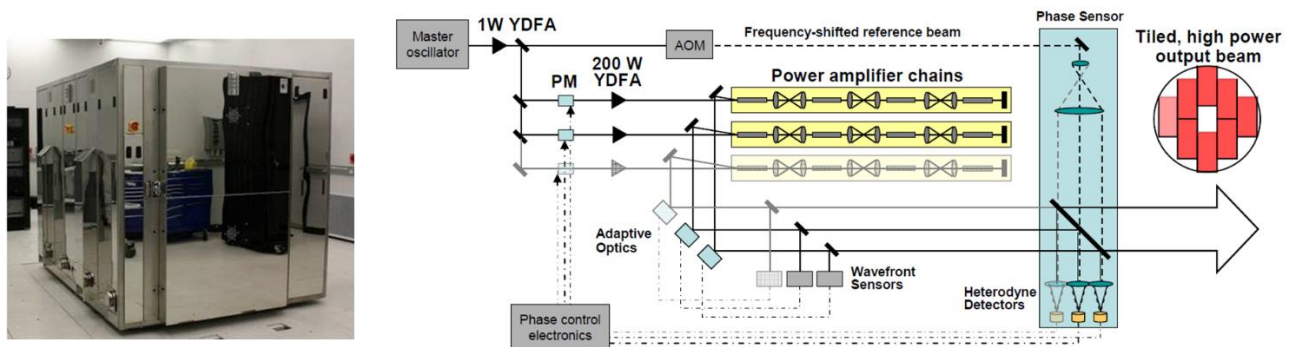 1W YDFA
Master
oscillator
AOM
Frequency-shifted reference beam
Phase Sensor
Tiled, high power
output beam
PM
200 W
YDFA
Power amplifier chains
Adaptive
Optics
Wavefront
Sensors
Heterodyne
Detectors
Phase control
electronics